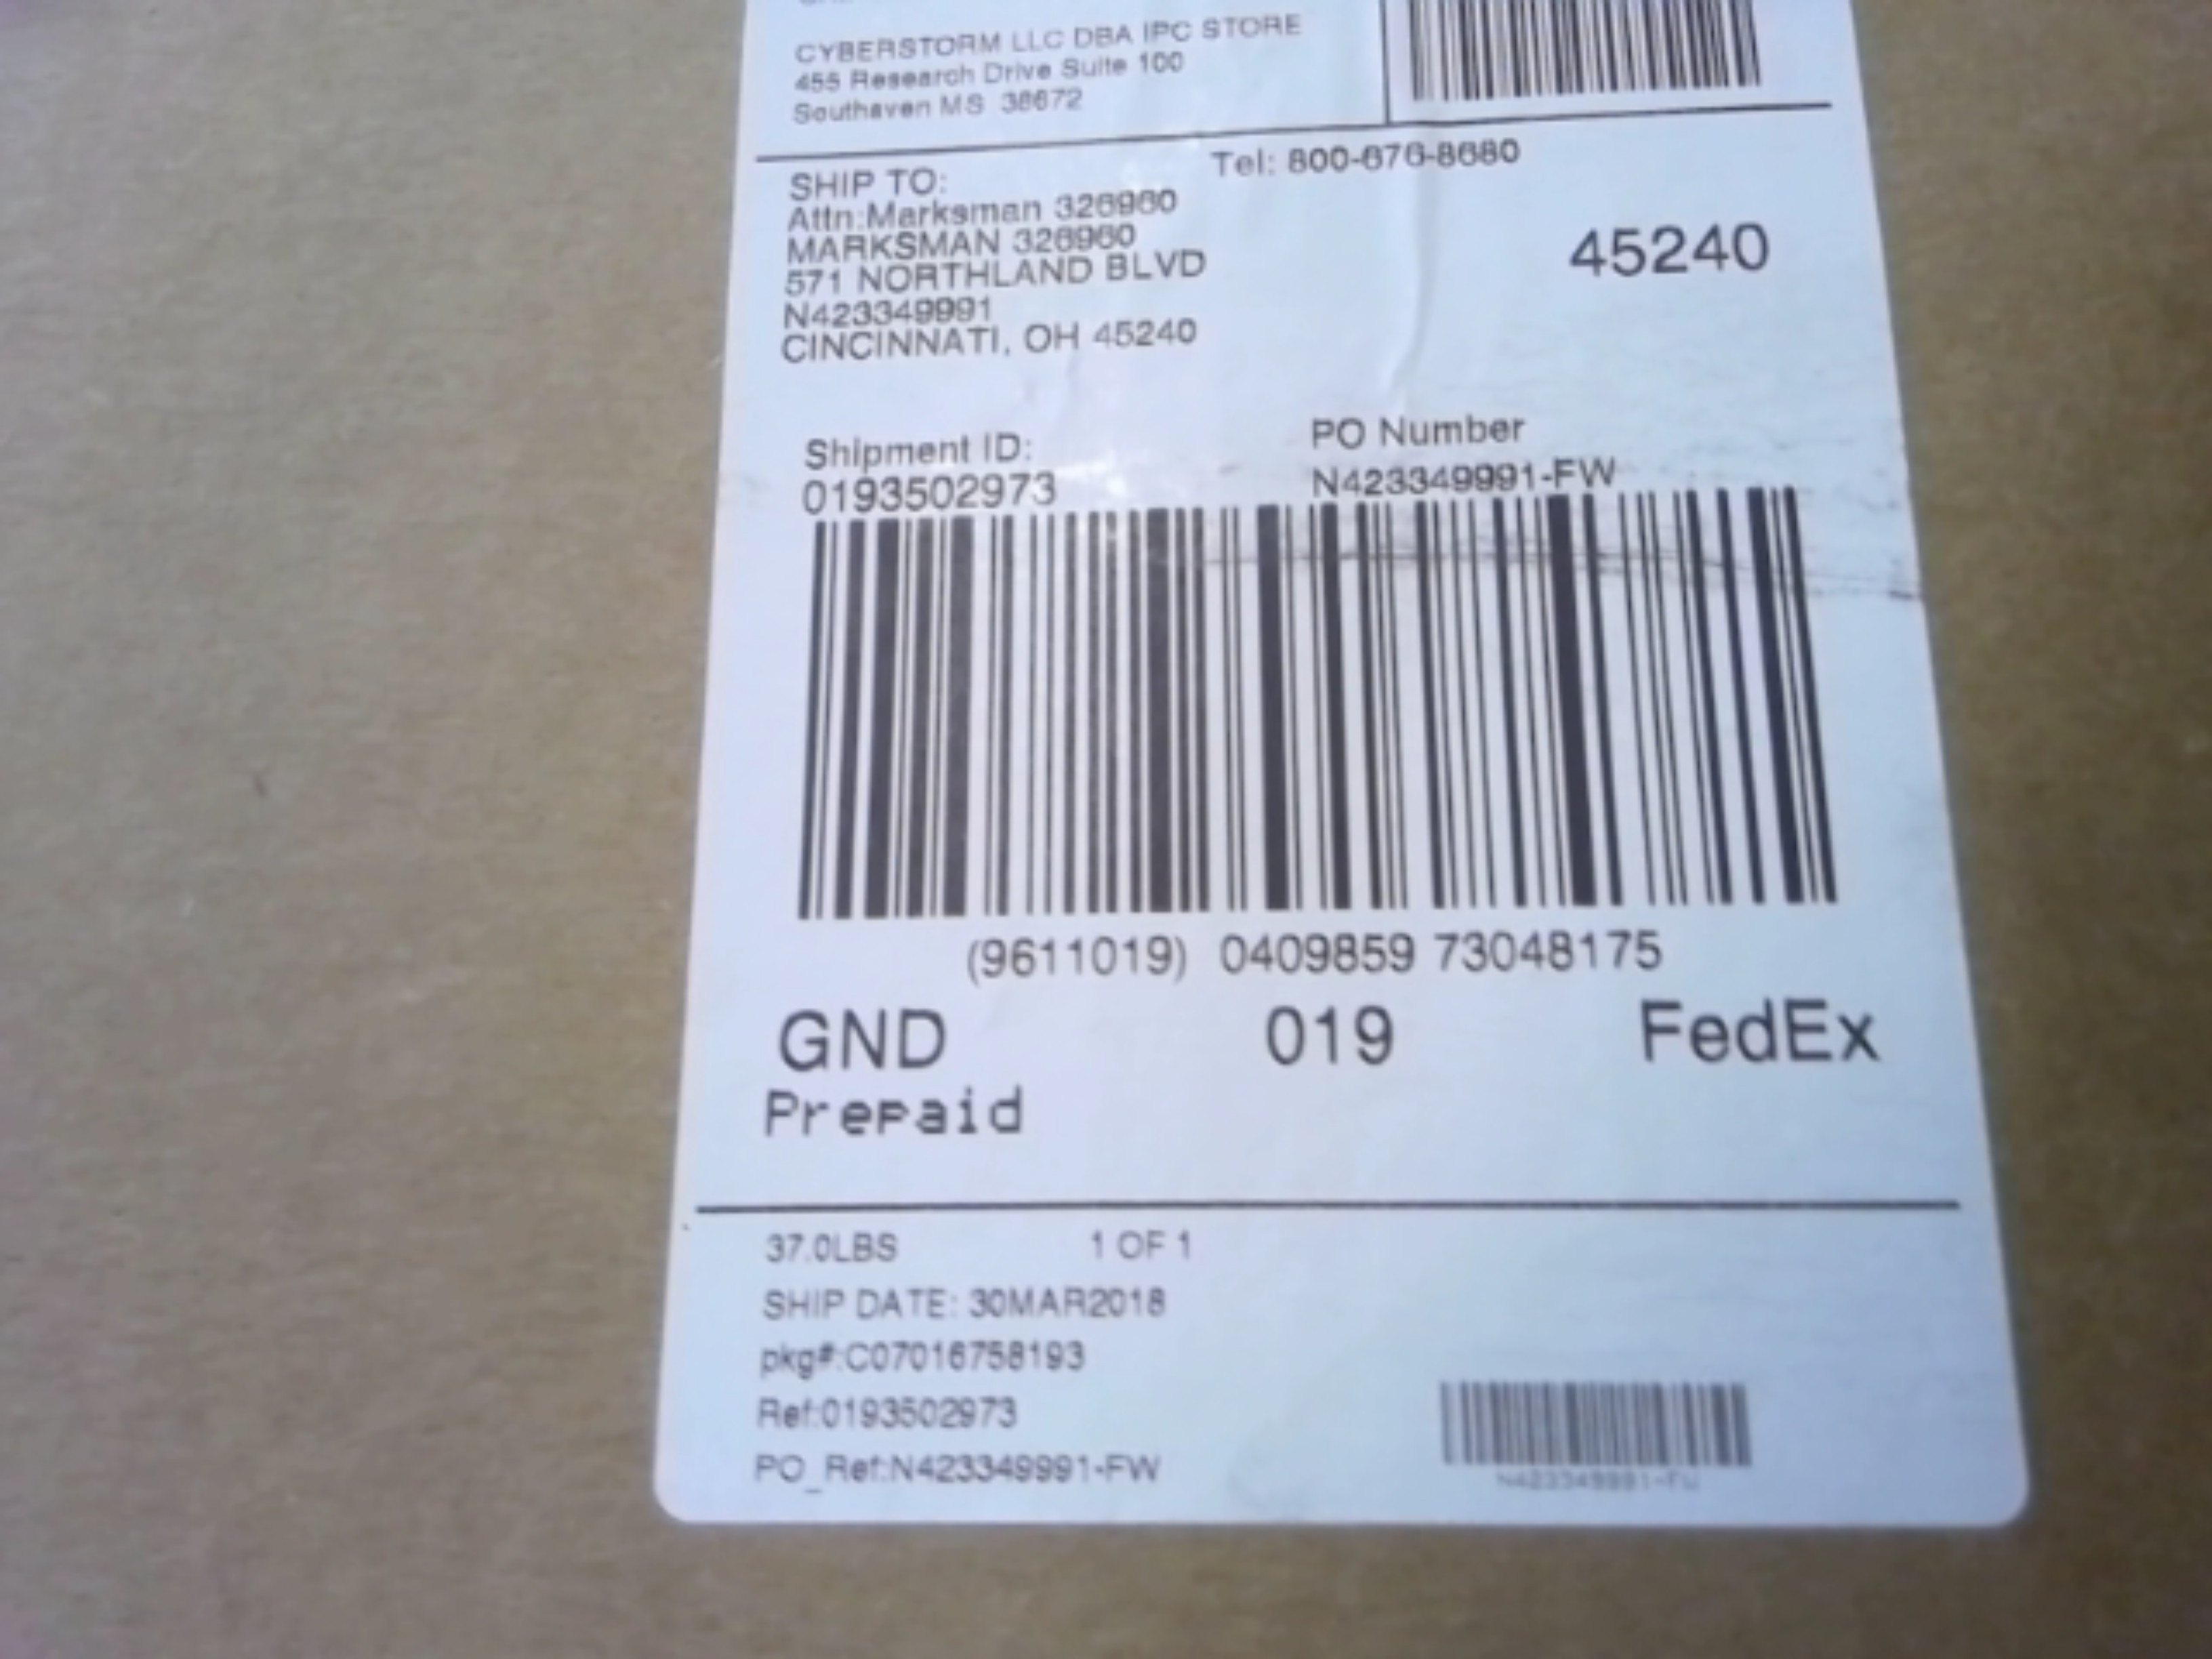 CYBERSTORM LLC DBA IPC STORE
455 Research Drive Suite 100
Southaven MS 38672
Tel: 800-676-8680
SHIP TO:
Attn:Marksman 326960
MARKSMAN 326960
571 NORTHLAND BLVD
N423349991
CINCINNATI, OH 45240
45240
Shipment ID:
0193502973
PO Number
N423349991-FW
(9611019) 0409859 73048175
GND 019 FedEx
Prepaid
37.0LBS 1 OF 1
SHIP DATE: 30MAR2018
pkg#:C07016758193
Ref:0193502973
PO_Ref:N423349991-FW
N423349991-FW